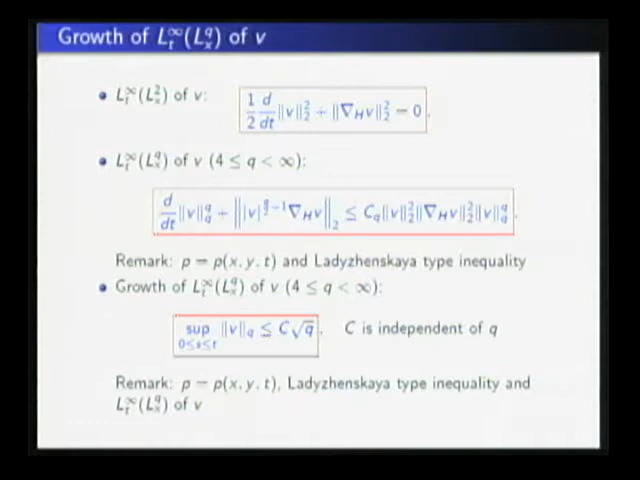 Growth of L_t^∞(L_x^q) of v
• L_t^∞(L_x^2) of v: 1/2 d/dt ‖v‖_2^2 + ‖∇_H v‖_2^2 = 0.
• L_t^∞(L_x^q) of v (4 ≤ q < ∞):
d/dt ‖v‖_q^q + ‖|v|^{q/2−1} ∇_H v‖_2 ≤ C_q ‖v‖_2^2 ‖∇_H v‖_2^2 ‖v‖_q^q.
Remark: p = p(x, y, t) and Ladyzhenskaya type inequality
• Growth of L_t^∞(L_x^q) of v (4 ≤ q < ∞):
sup_{0≤s≤t} ‖v‖_q ≤ C√q. C is independent of q
Remark: p = p(x, y, t), Ladyzhenskaya type inequality and
L_t^∞(L_x^q) of v